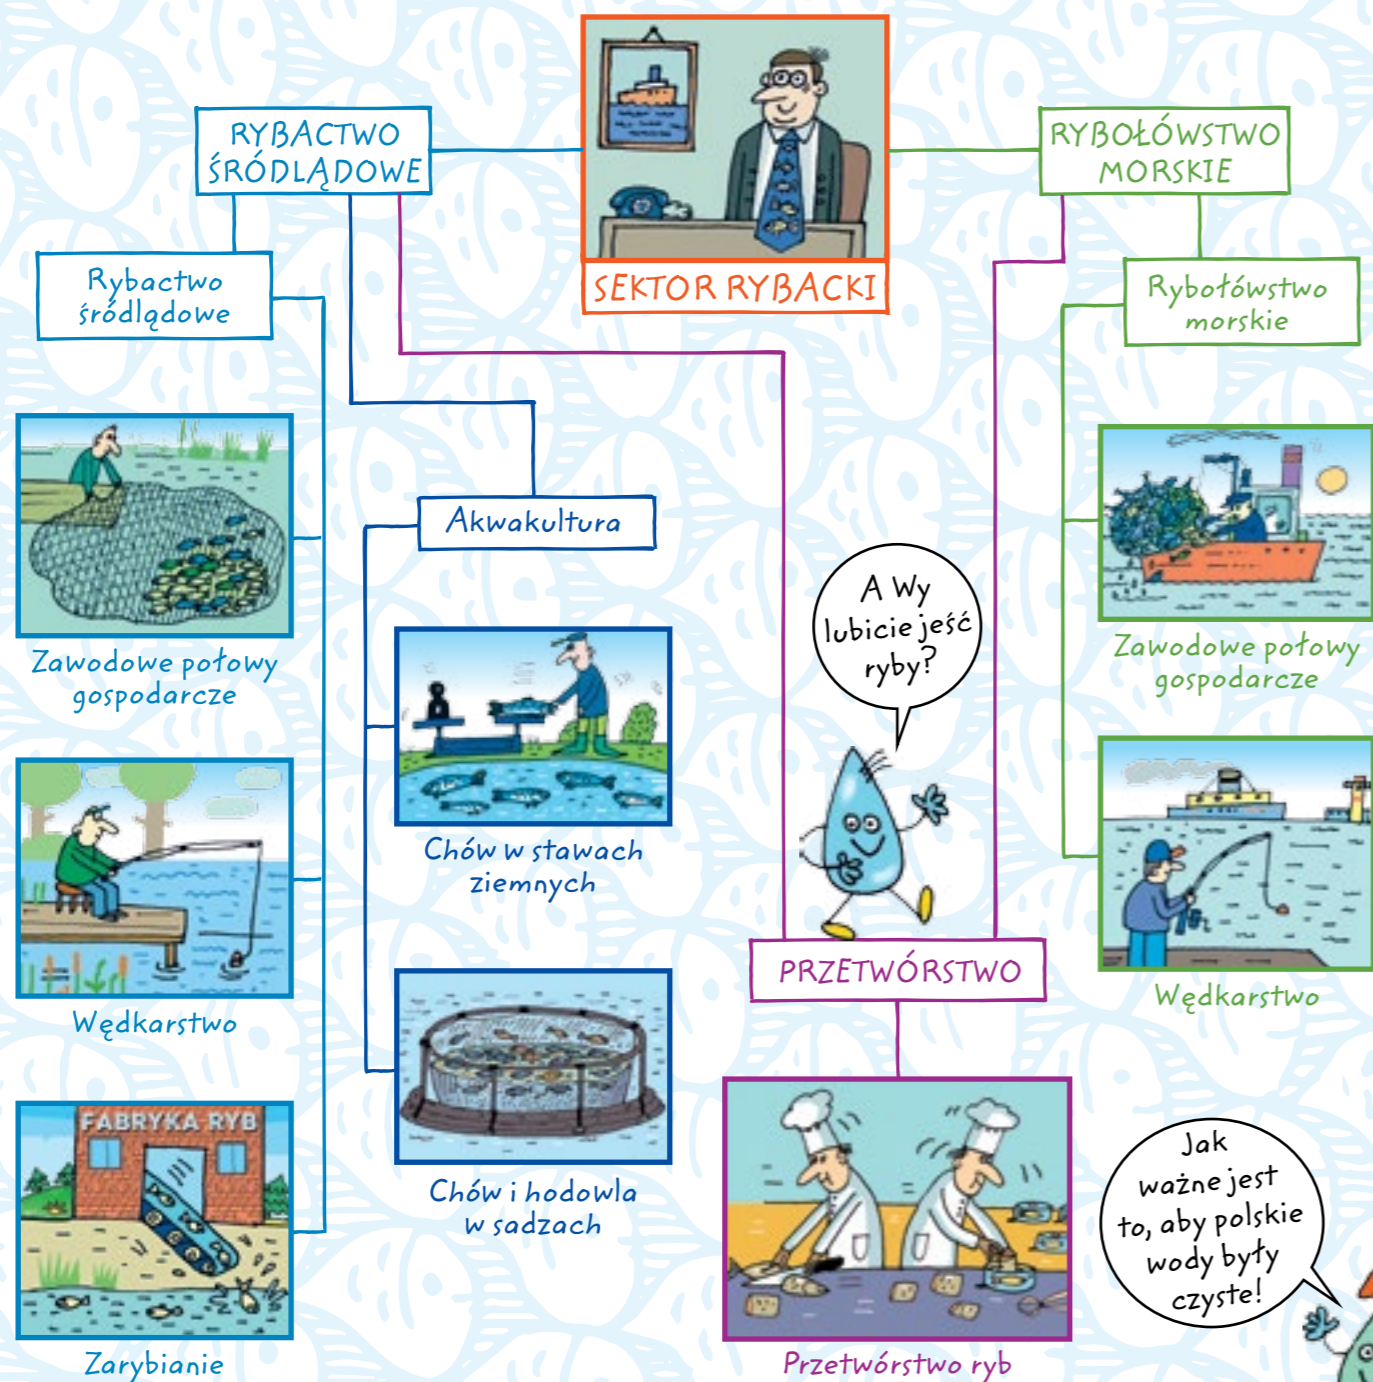 RYBACTWO
ŚRÓDLĄDOWE
SEKTOR RYBACKI
RYBOŁÓWSTWO
MORSKIE
Rybactwo
śródlądowe
Rybołówstwo
morskie
Zawodowe połowy
gospodarcze
Wędkarstwo
FABRYKA RYB
Zarybianie
Akwakultura
Chów w stawach
ziemnych
Chów i hodowla
w sadzach
A Wy
lubicie jeść
ryby?
PRZETWÓRSTWO
Przetwórstwo ryb
Zawodowe połowy
gospodarcze
Wędkarstwo
Jak
ważne jest
to, aby polskie
wody były
czyste!